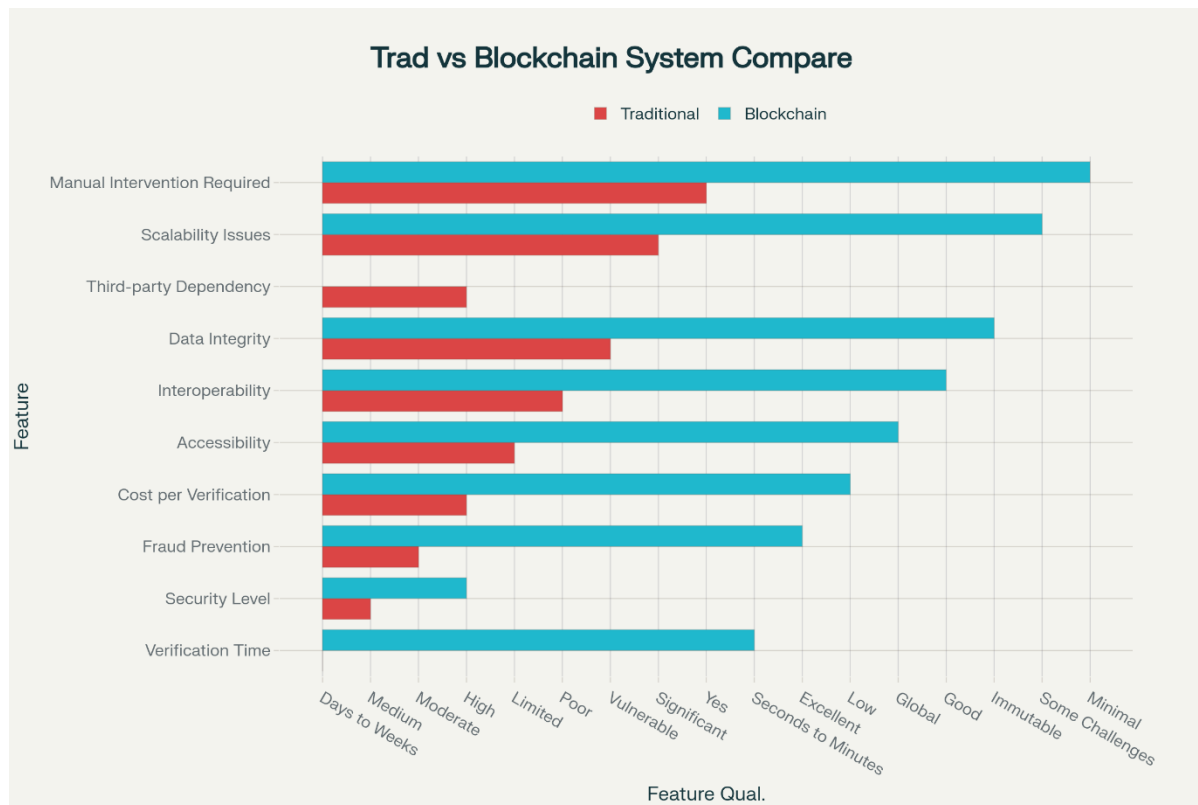 Trad vs Blockchain System Compare
Traditional
Blockchain
Manual Intervention Required
Scalability Issues
Third-party Dependency
Data Integrity
Interoperability
Accessibility
Cost per Verification
Fraud Prevention
Security Level
Verification Time
Feature
Days to Weeks
Medium
Moderate
High
Limited
Poor
Vulnerable
Significant
Yes
Seconds to Minutes
Excellent
Low
Global
Good
Immutable
Some Challenges
Minimal
Feature Qual.